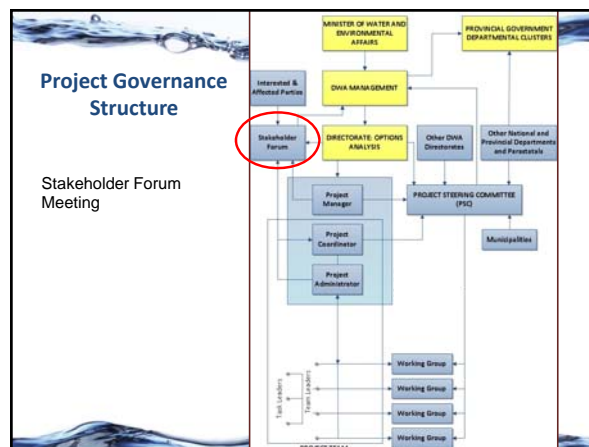 Project Governance
Structure
Stakeholder Forum
Meeting
MINISTER OF WATER AND
ENVIRONMENTAL
AFFAIRS
PROVINCIAL GOVERNMENT
DEPARTMENTAL CLUSTERS
Interested &
Affected Parties
DWA MANAGEMENT
Stakeholder
Forum
DIRECTORATE: OPTIONS
ANALYSIS
Other DWA
Directorates
Other National and
Provincial Departments
and Parastatals
Project
Manager
PROJECT STEERING COMMITTEE
(PSC)
Project
Coordinator
Municipalities
Project
Administrator
Task Leaders
Team Leaders
Working Group
Working Group
Working Group
Working Group